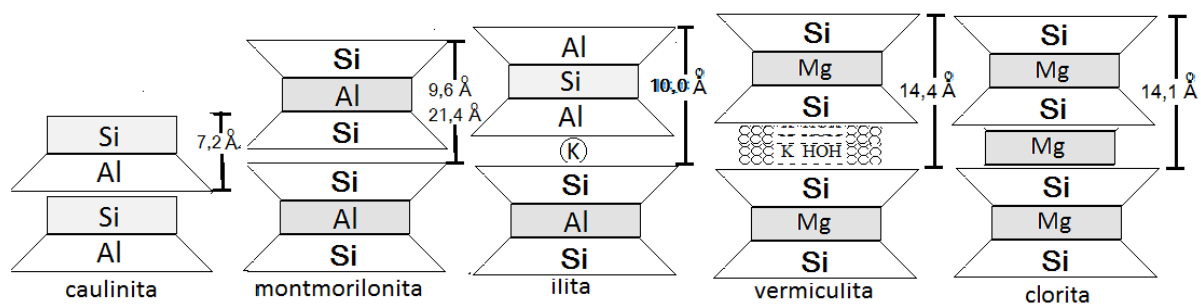 Si
Al
Si
Al
7,2 Å
caulinita
Si
Al
Si
Si
Al
Si
9,6 Å
21,4 Å
montmorilonita
Al
Si
Al
K
Si
Al
Si
10,0 Å
ilita
Si
Mg
Si
K HOH
Si
Mg
Si
14,4 Å
vermiculita
Si
Mg
Si
Mg
Si
Mg
Si
14,1 Å
clorita